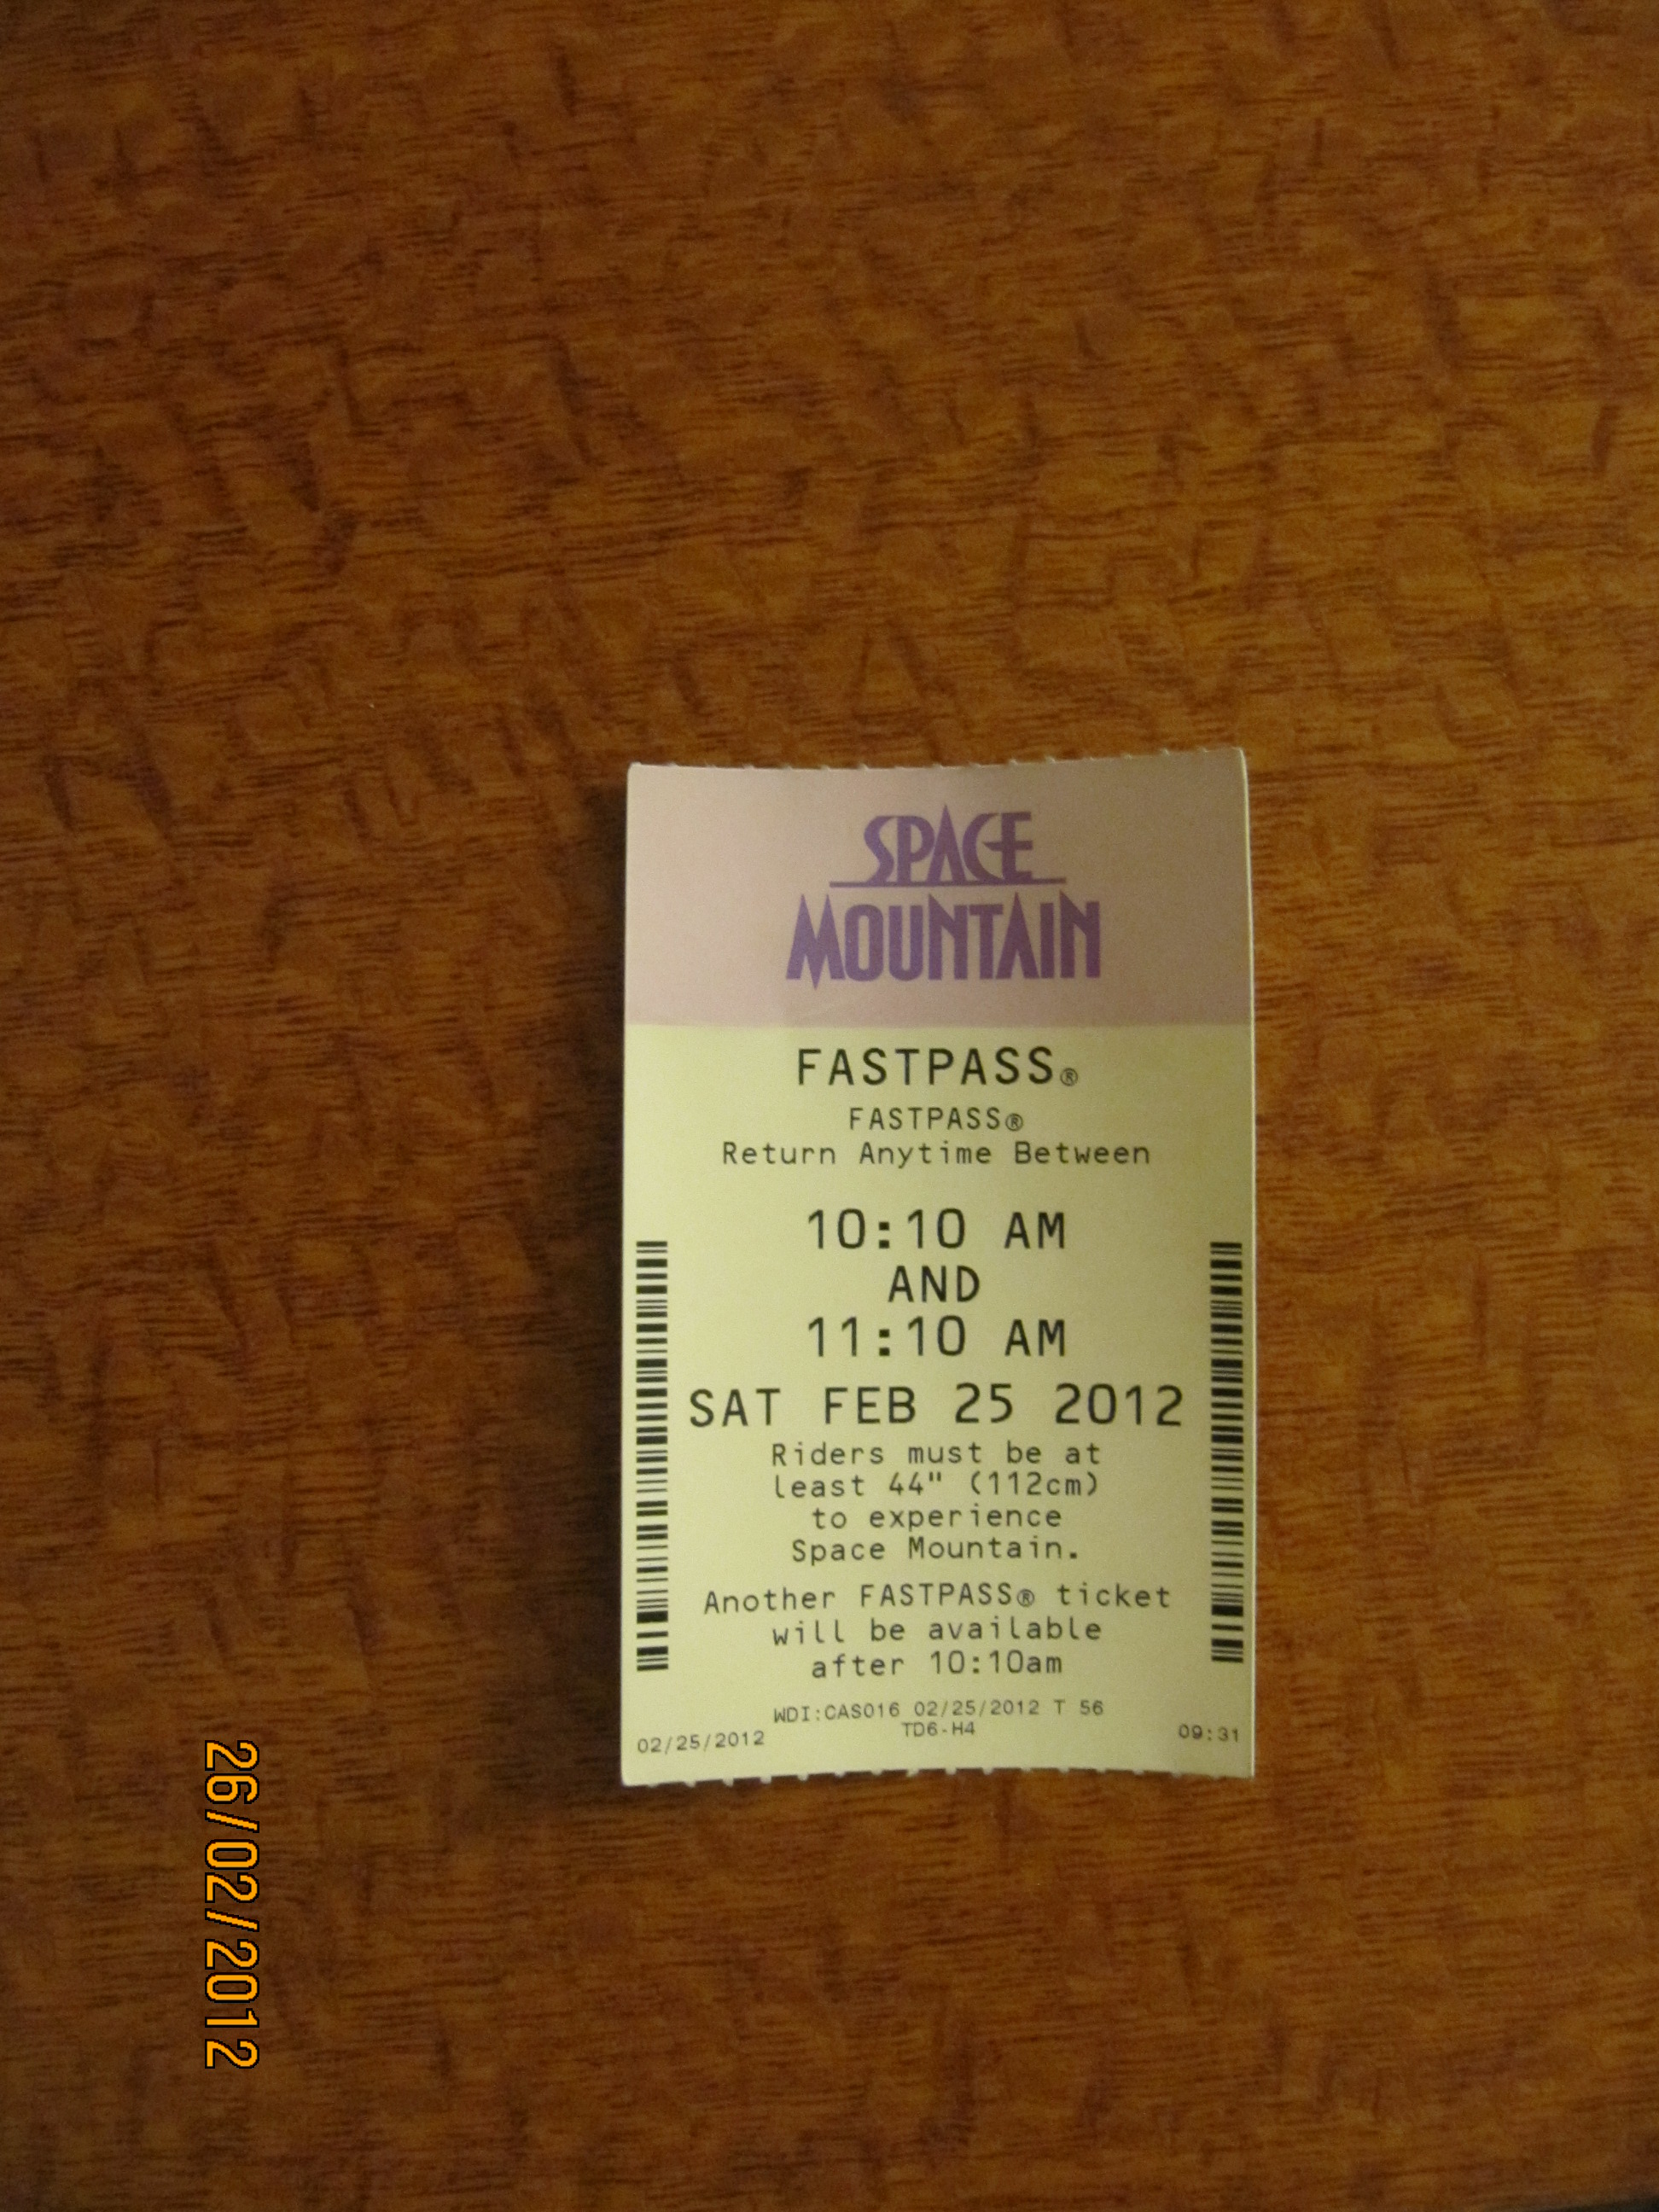 SPACE
MOUNTAIN
FASTPASS®
FASTPASS®
Return Anytime Between
10:10 AM
AND
11:10 AM
SAT FEB 25 2012
Riders must be at
least 44" (112cm)
to experience
Space Mountain.
Another FASTPASS® ticket
will be available
after 10:10am
WDI:CAS016 02/25/2012 T 56
02/25/2012 TD6-H4 09:31
26/02/2012